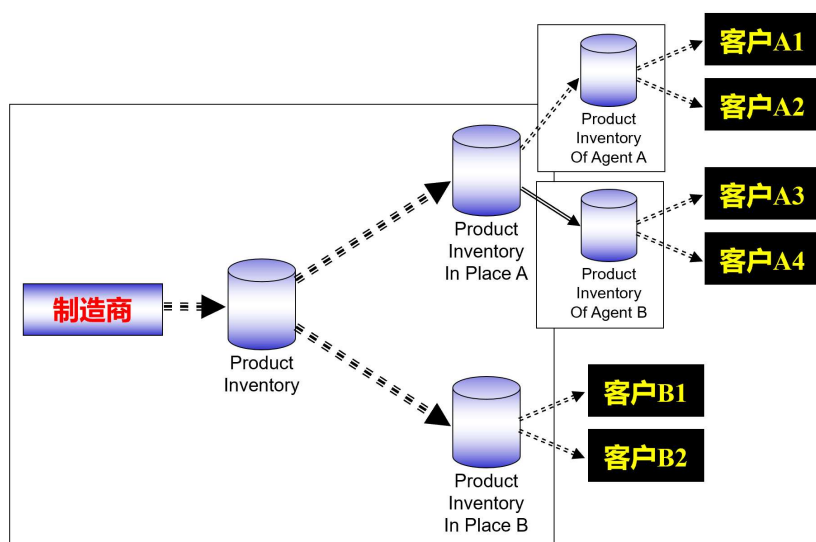 客户A1
客户A2
Product
Inventory
Of Agent A
客户A3
客户A4
Product
Inventory
Of Agent B
Product
Inventory
In Place A
制造商
Product
Inventory
客户B1
客户B2
Product
Inventory
In Place B